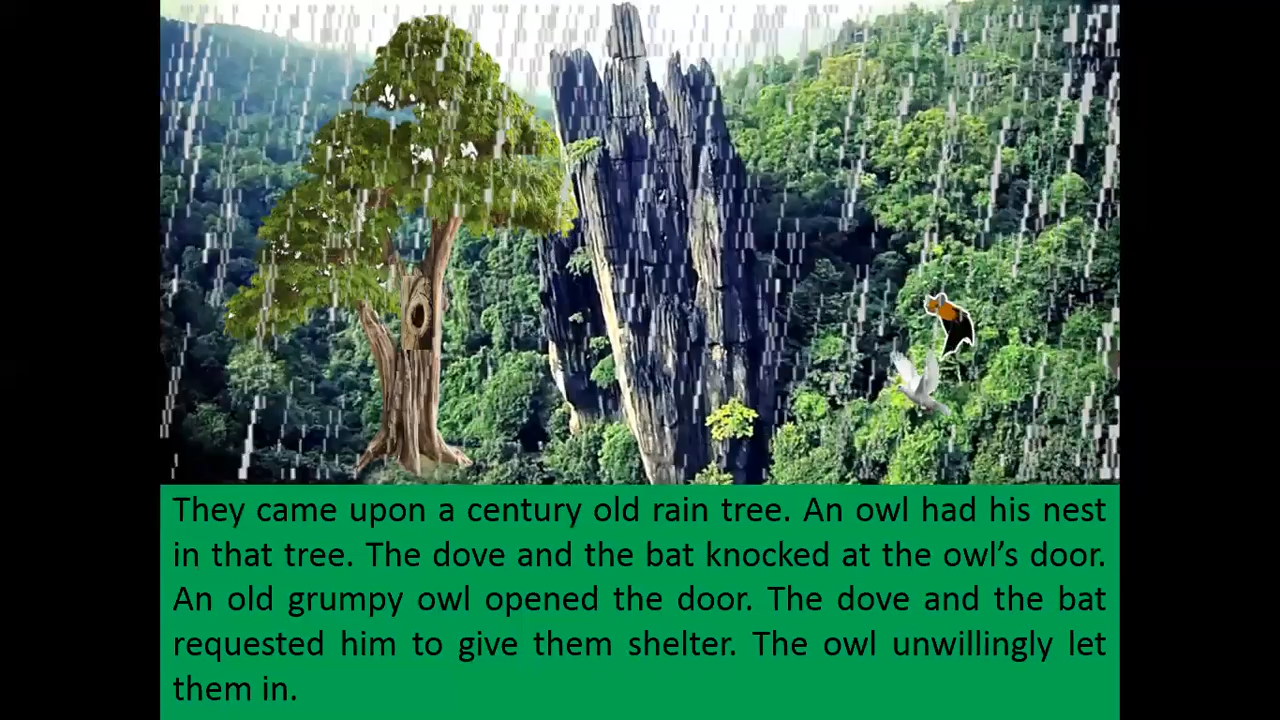 They came upon a century old rain tree. An owl had his nest
in that tree. The dove and the bat knocked at the owl’s door.
An old grumpy owl opened the door. The dove and the bat
requested him to give them shelter. The owl unwillingly let
them in.